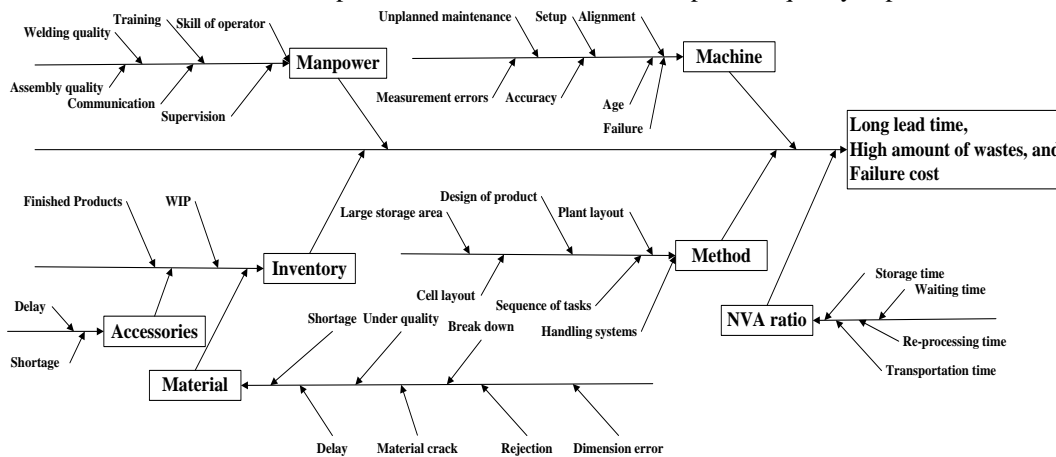 Training
Skill of operator
Welding quality
Manpower
Assembly quality
Communication
Supervision
Unplanned maintenance
Setup
Alignment
Machine
Measurement errors
Accuracy
Age
Failure
Long lead time,
High amount of wastes, and
Failure cost
Finished Products
WIP
Inventory
Delay
Accessories
Shortage
Design of product
Large storage area
Plant layout
Method
Cell layout
Sequence of tasks
Handling systems
Storage time
Waiting time
NVA ratio
Re-processing time
Transportation time
Shortage
Under quality
Break down
Material
Delay
Material crack
Rejection
Dimension error